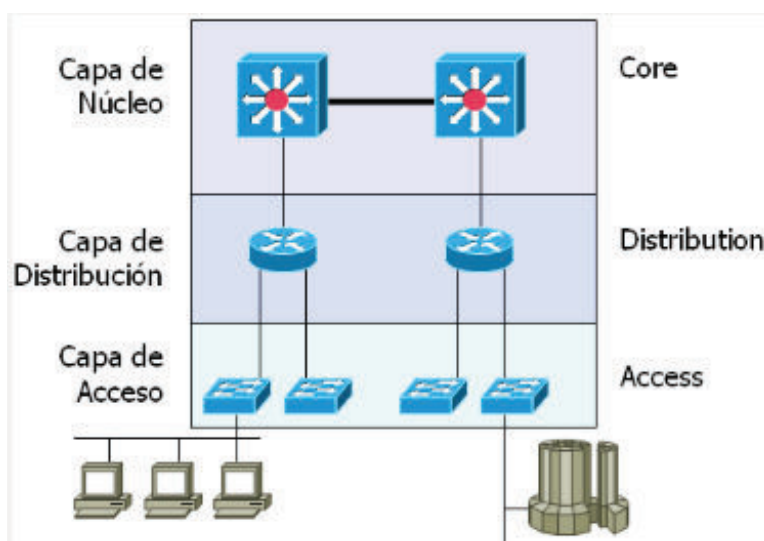 Capa de
Núcleo
Core
Capa de
Distribución
Distribution
Capa de
Acceso
Access